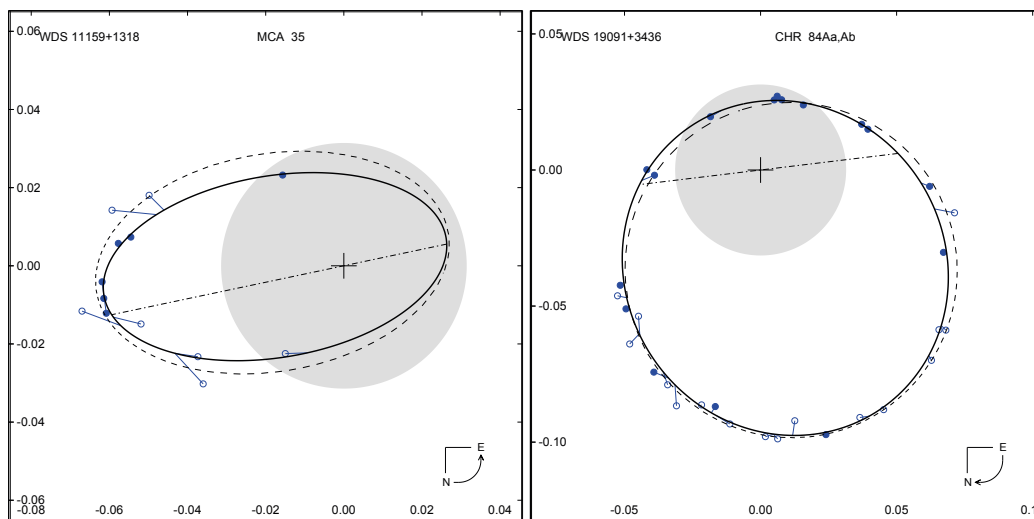 WDS 11159+1318 MCA 35
0.06
0.04
0.02
0.00
-0.02
-0.04
-0.06
-0.08 -0.06 -0.04 -0.02 0.00 0.02 0.04
E
N
WDS 19091+3436 CHR 84Aa,Ab
0.05
0.00
-0.05
-0.10
-0.05 0.00 0.05
E
N